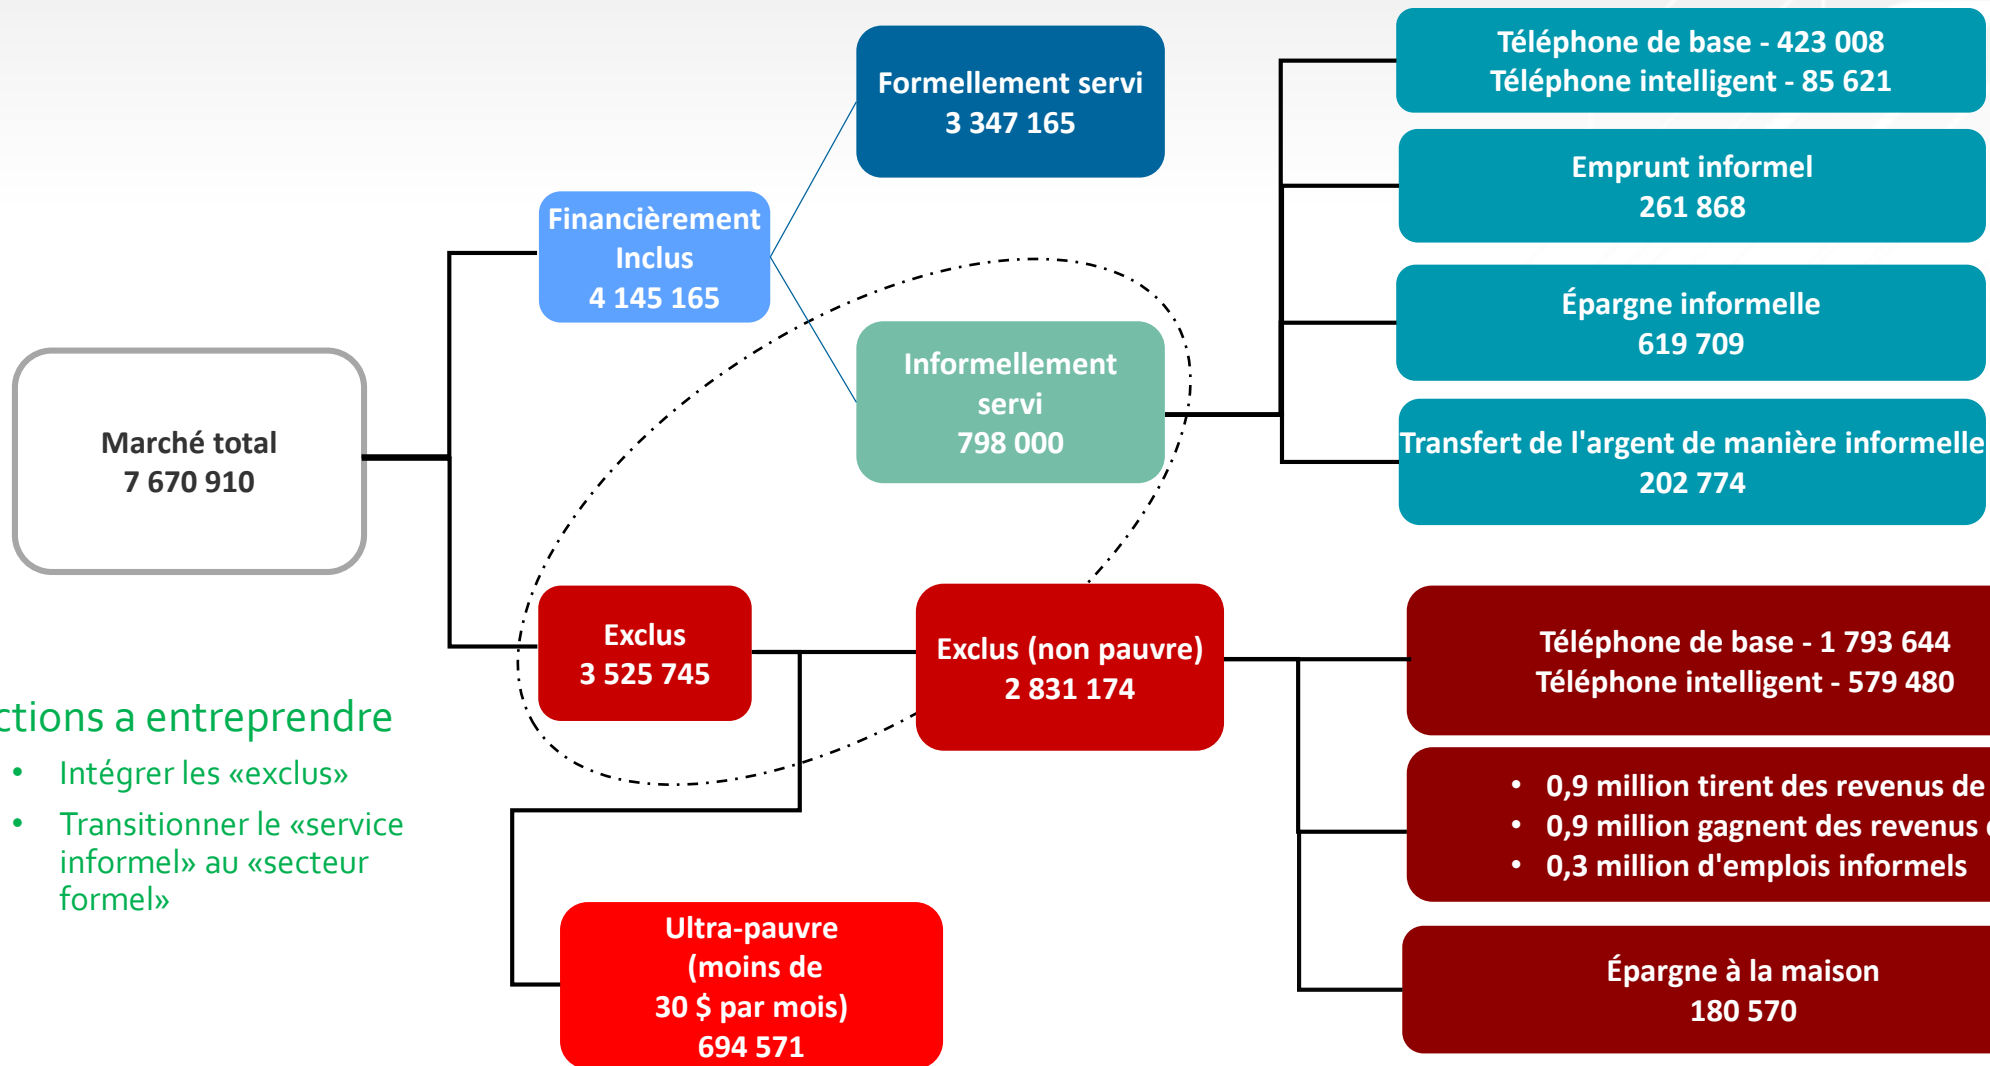 Marché total
7 670 910
Financièrement
Inclus
4 145 165
Formellement servi
3 347 165
Informellement
servi
798 000
Téléphone de base - 423 008
Téléphone intelligent - 85 621
Emprunt informel
261 868
Épargne informelle
619 709
Transfert de l'argent de manière informelle
202 774
Exclus
3 525 745
Exclus (non pauvre)
2 831 174
Téléphone de base - 1 793 644
Téléphone intelligent - 579 480
• 0,9 million tirent des revenus de
• 0,9 million gagnent des revenus
• 0,3 million d'emplois informels
Épargne à la maison
180 570
Ultra-pauvre
(moins de
30 $ par mois)
694 571
ctions a entreprendre
• Intégrer les «exclus»
• Transitionner le «service
informel» au «secteur
formel»